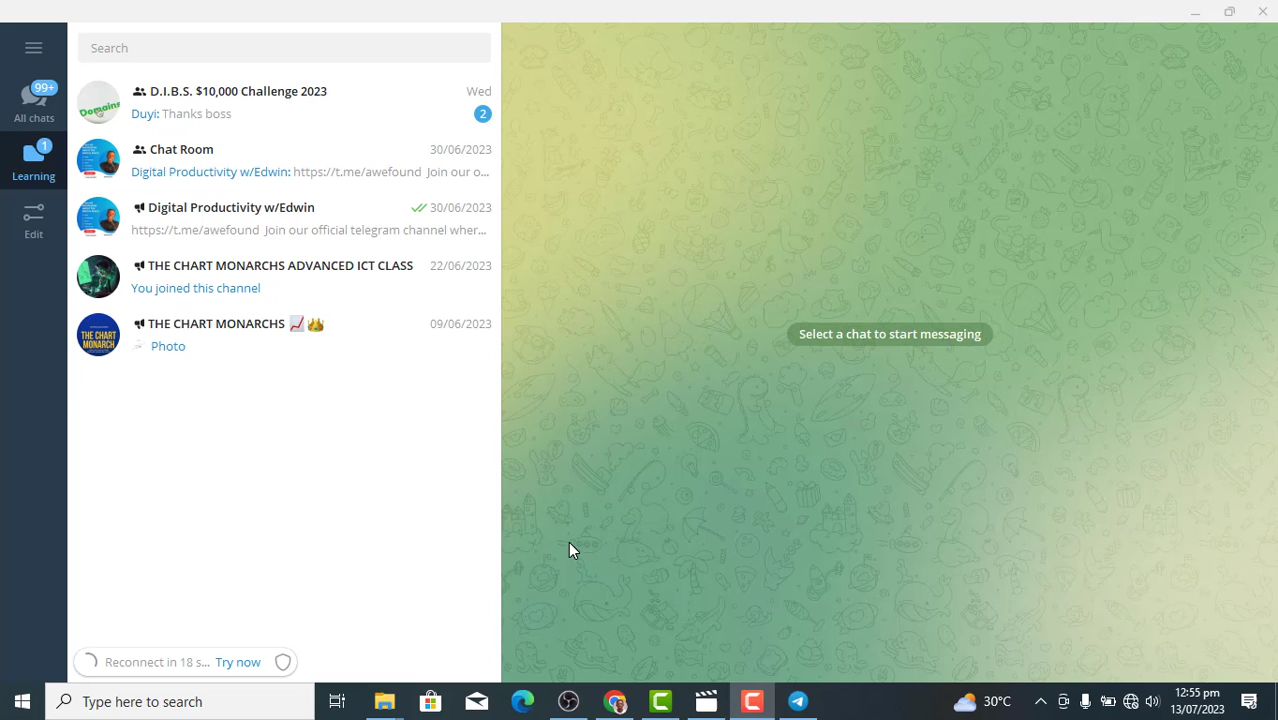 Search
99+
All chats
1
Learning
Edit
D.I.B.S. $10,000 Challenge 2023 Wed
Duyi: Thanks boss 2
Chat Room 30/06/2023
Digital Productivity w/Edwin: https://t.me/awefound Join our o...
Digital Productivity w/Edwin 30/06/2023
https://t.me/awefound Join our official telegram channel wher...
THE CHART MONARCHS ADVANCED ICT CLASS 22/06/2023
You joined this channel
THE CHART MONARCHS 📈 👑 09/06/2023
Photo
Domains
THE CHART
MONARCH
Select a chat to start messaging
Reconnect in 18 s... Try now
Type here to search
30°C
12:55 pm
13/07/2023